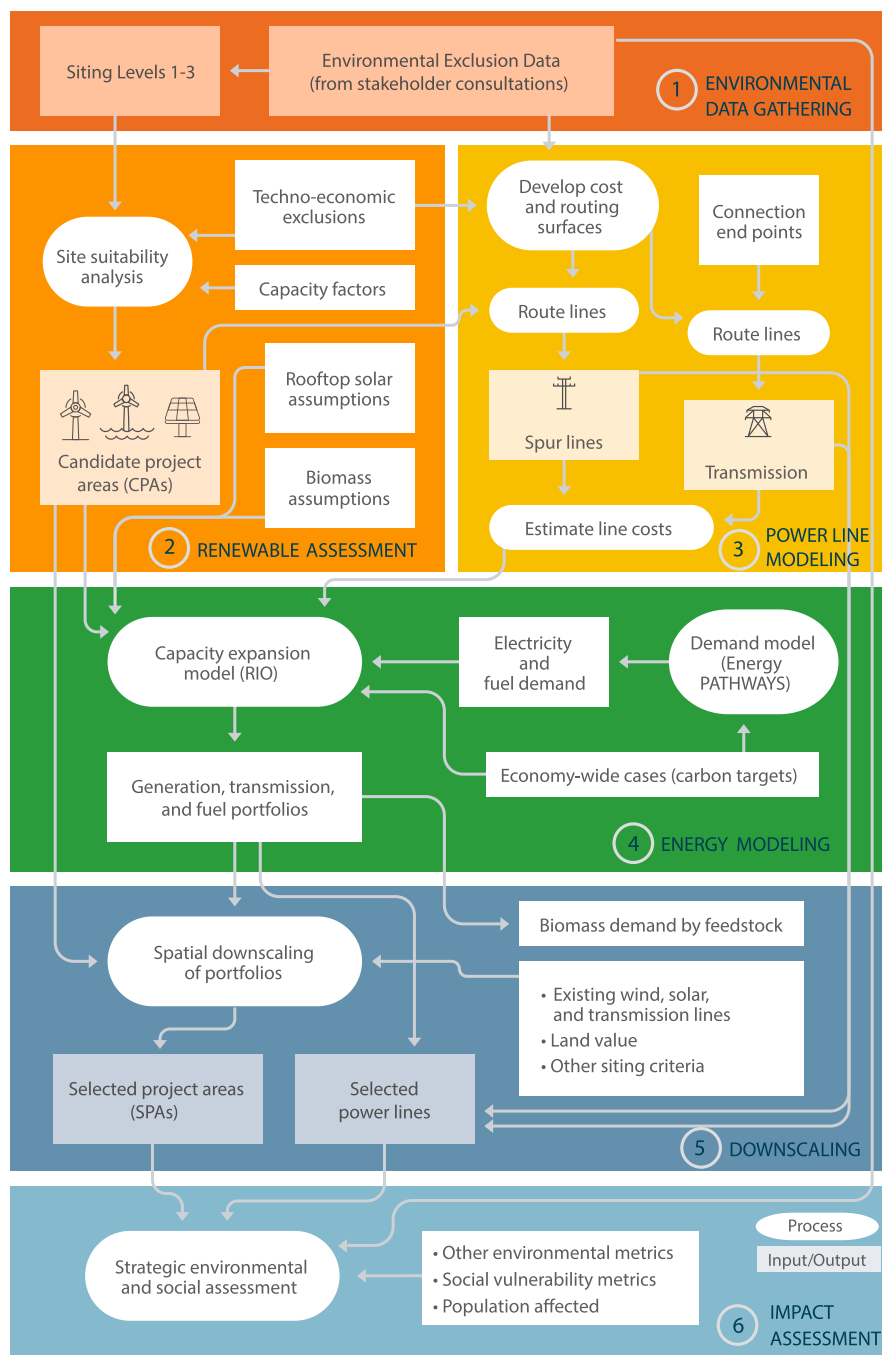 Siting Levels 1-3
Environmental Exclusion Data
(from stakeholder consultations)
1
ENVIRONMENTAL
DATA GATHERING
Techno-economic
exclusions
Site suitability
analysis
Capacity factors
Rooftop solar
assumptions
Candidate project
areas (CPAs)
Biomass
assumptions
2
RENEWABLE ASSESSMENT
Develop cost
and routing
surfaces
Connection
end points
Route lines
Route lines
Spur lines
Transmission
Estimate line costs
3
POWER LINE
MODELING
Capacity expansion
model (RIO)
Electricity
and
fuel demand
Demand model
(Energy
PATHWAYS)
Generation, transmission,
and fuel portfolios
Economy-wide cases (carbon targets)
4
ENERGY MODELING
Spatial downscaling
of portfolios
Biomass demand by feedstock
• Existing wind, solar,
and transmission lines
• Land value
• Other siting criteria
Selected project areas
(SPAs)
Selected
power lines
5
DOWNSCALING
Strategic environmental
and social assessment
• Other environmental metrics
• Social vulnerability metrics
• Population affected
Process
Input/Output
6
IMPACT
ASSESSMENT